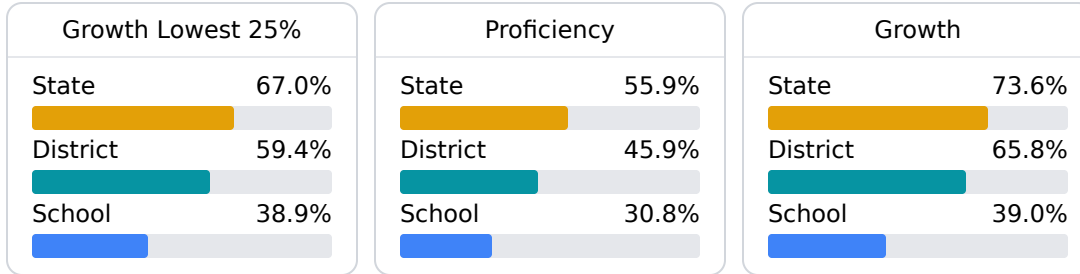 Growth Lowest 25%
State 67.0%
District 59.4%
School 38.9%
Proficiency
State 55.9%
District 45.9%
School 30.8%
Growth
State 73.6%
District 65.8%
School 39.0%